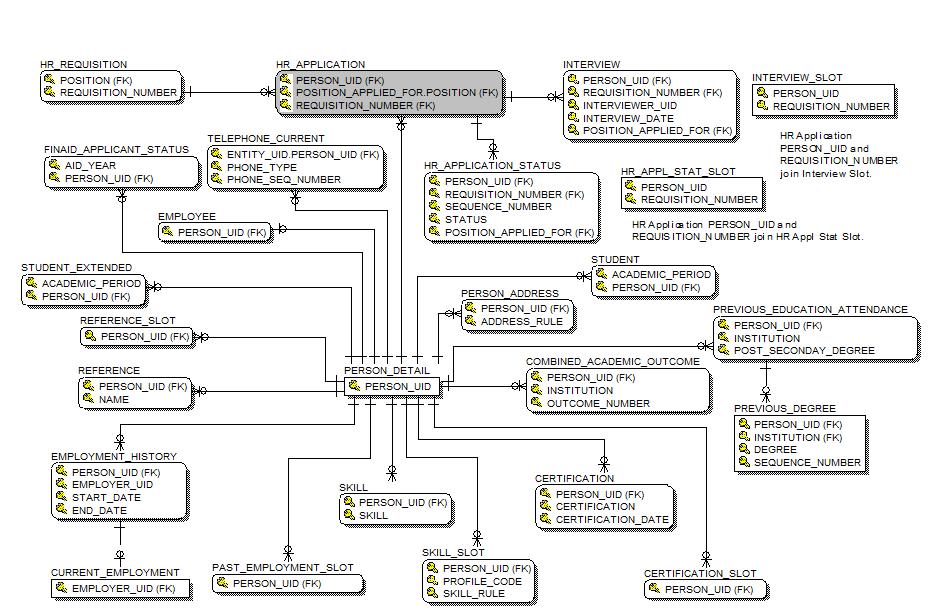 HR_REQUISITION
POSITION (FK)
REQUISITION_NUMBER
HR_APPLICATION
PERSON_UID (FK)
POSITION_APPLIED_FOR.POSITION (FK)
REQUISITION_NUMBER (FK)
INTERVIEW
PERSON_UID (FK)
REQUISITION_NUMBER (FK)
INTERVIEWER_UID
INTERVIEW_DATE
POSITION_APPLIED_FOR (FK)
INTERVIEW_SLOT
PERSON_UID
REQUISITION_NUMBER
HR Application
PERSON_UID and
REQUISITION_NUMBER
join Interview Slot.
FINAID_APPLICANT_STATUS
AID_YEAR
PERSON_UID (FK)
TELEPHONE_CURRENT
ENTITY_UID.PERSON_UID (FK)
PHONE_TYPE
PHONE_SEQ_NUMBER
HR_APPLICATION_STATUS
PERSON_UID (FK)
REQUISITION_NUMBER (FK)
SEQUENCE_NUMBER
STATUS
POSITION_APPLIED_FOR (FK)
HR_APPL_STAT_SLOT
PERSON_UID
REQUISITION_NUMBER
HR Application PERSON_UID and
REQUISITION_NUMBER join HR Appl Stat Slot.
EMPLOYEE
PERSON_UID (FK)
STUDENT_EXTENDED
ACADEMIC_PERIOD
PERSON_UID (FK)
STUDENT
ACADEMIC_PERIOD
PERSON_UID (FK)
PERSON_ADDRESS
PERSON_UID (FK)
ADDRESS_RULE
PREVIOUS_EDUCATION_ATTENDANCE
PERSON_UID (FK)
INSTITUTION
POST_SECONDAY_DEGREE
REFERENCE_SLOT
PERSON_UID (FK)
REFERENCE
PERSON_UID (FK)
NAME
PERSON_DETAIL
PERSON_UID
COMBINED_ACADEMIC_OUTCOME
PERSON_UID (FK)
INSTITUTION
OUTCOME_NUMBER
PREVIOUS_DEGREE
PERSON_UID (FK)
INSTITUTION (FK)
DEGREE
SEQUENCE_NUMBER
EMPLOYMENT_HISTORY
PERSON_UID (FK)
EMPLOYER_UID
START_DATE
END_DATE
SKILL
PERSON_UID (FK)
SKILL
CERTIFICATION
PERSON_UID (FK)
CERTIFICATION
CERTIFICATION_DATE
CURRENT_EMPLOYMENT
EMPLOYER_UID (FK)
PAST_EMPLOYMENT_SLOT
PERSON_UID (FK)
SKILL_SLOT
PERSON_UID (FK)
PROFILE_CODE
SKILL_RULE
CERTIFICATION_SLOT
PERSON_UID (FK)